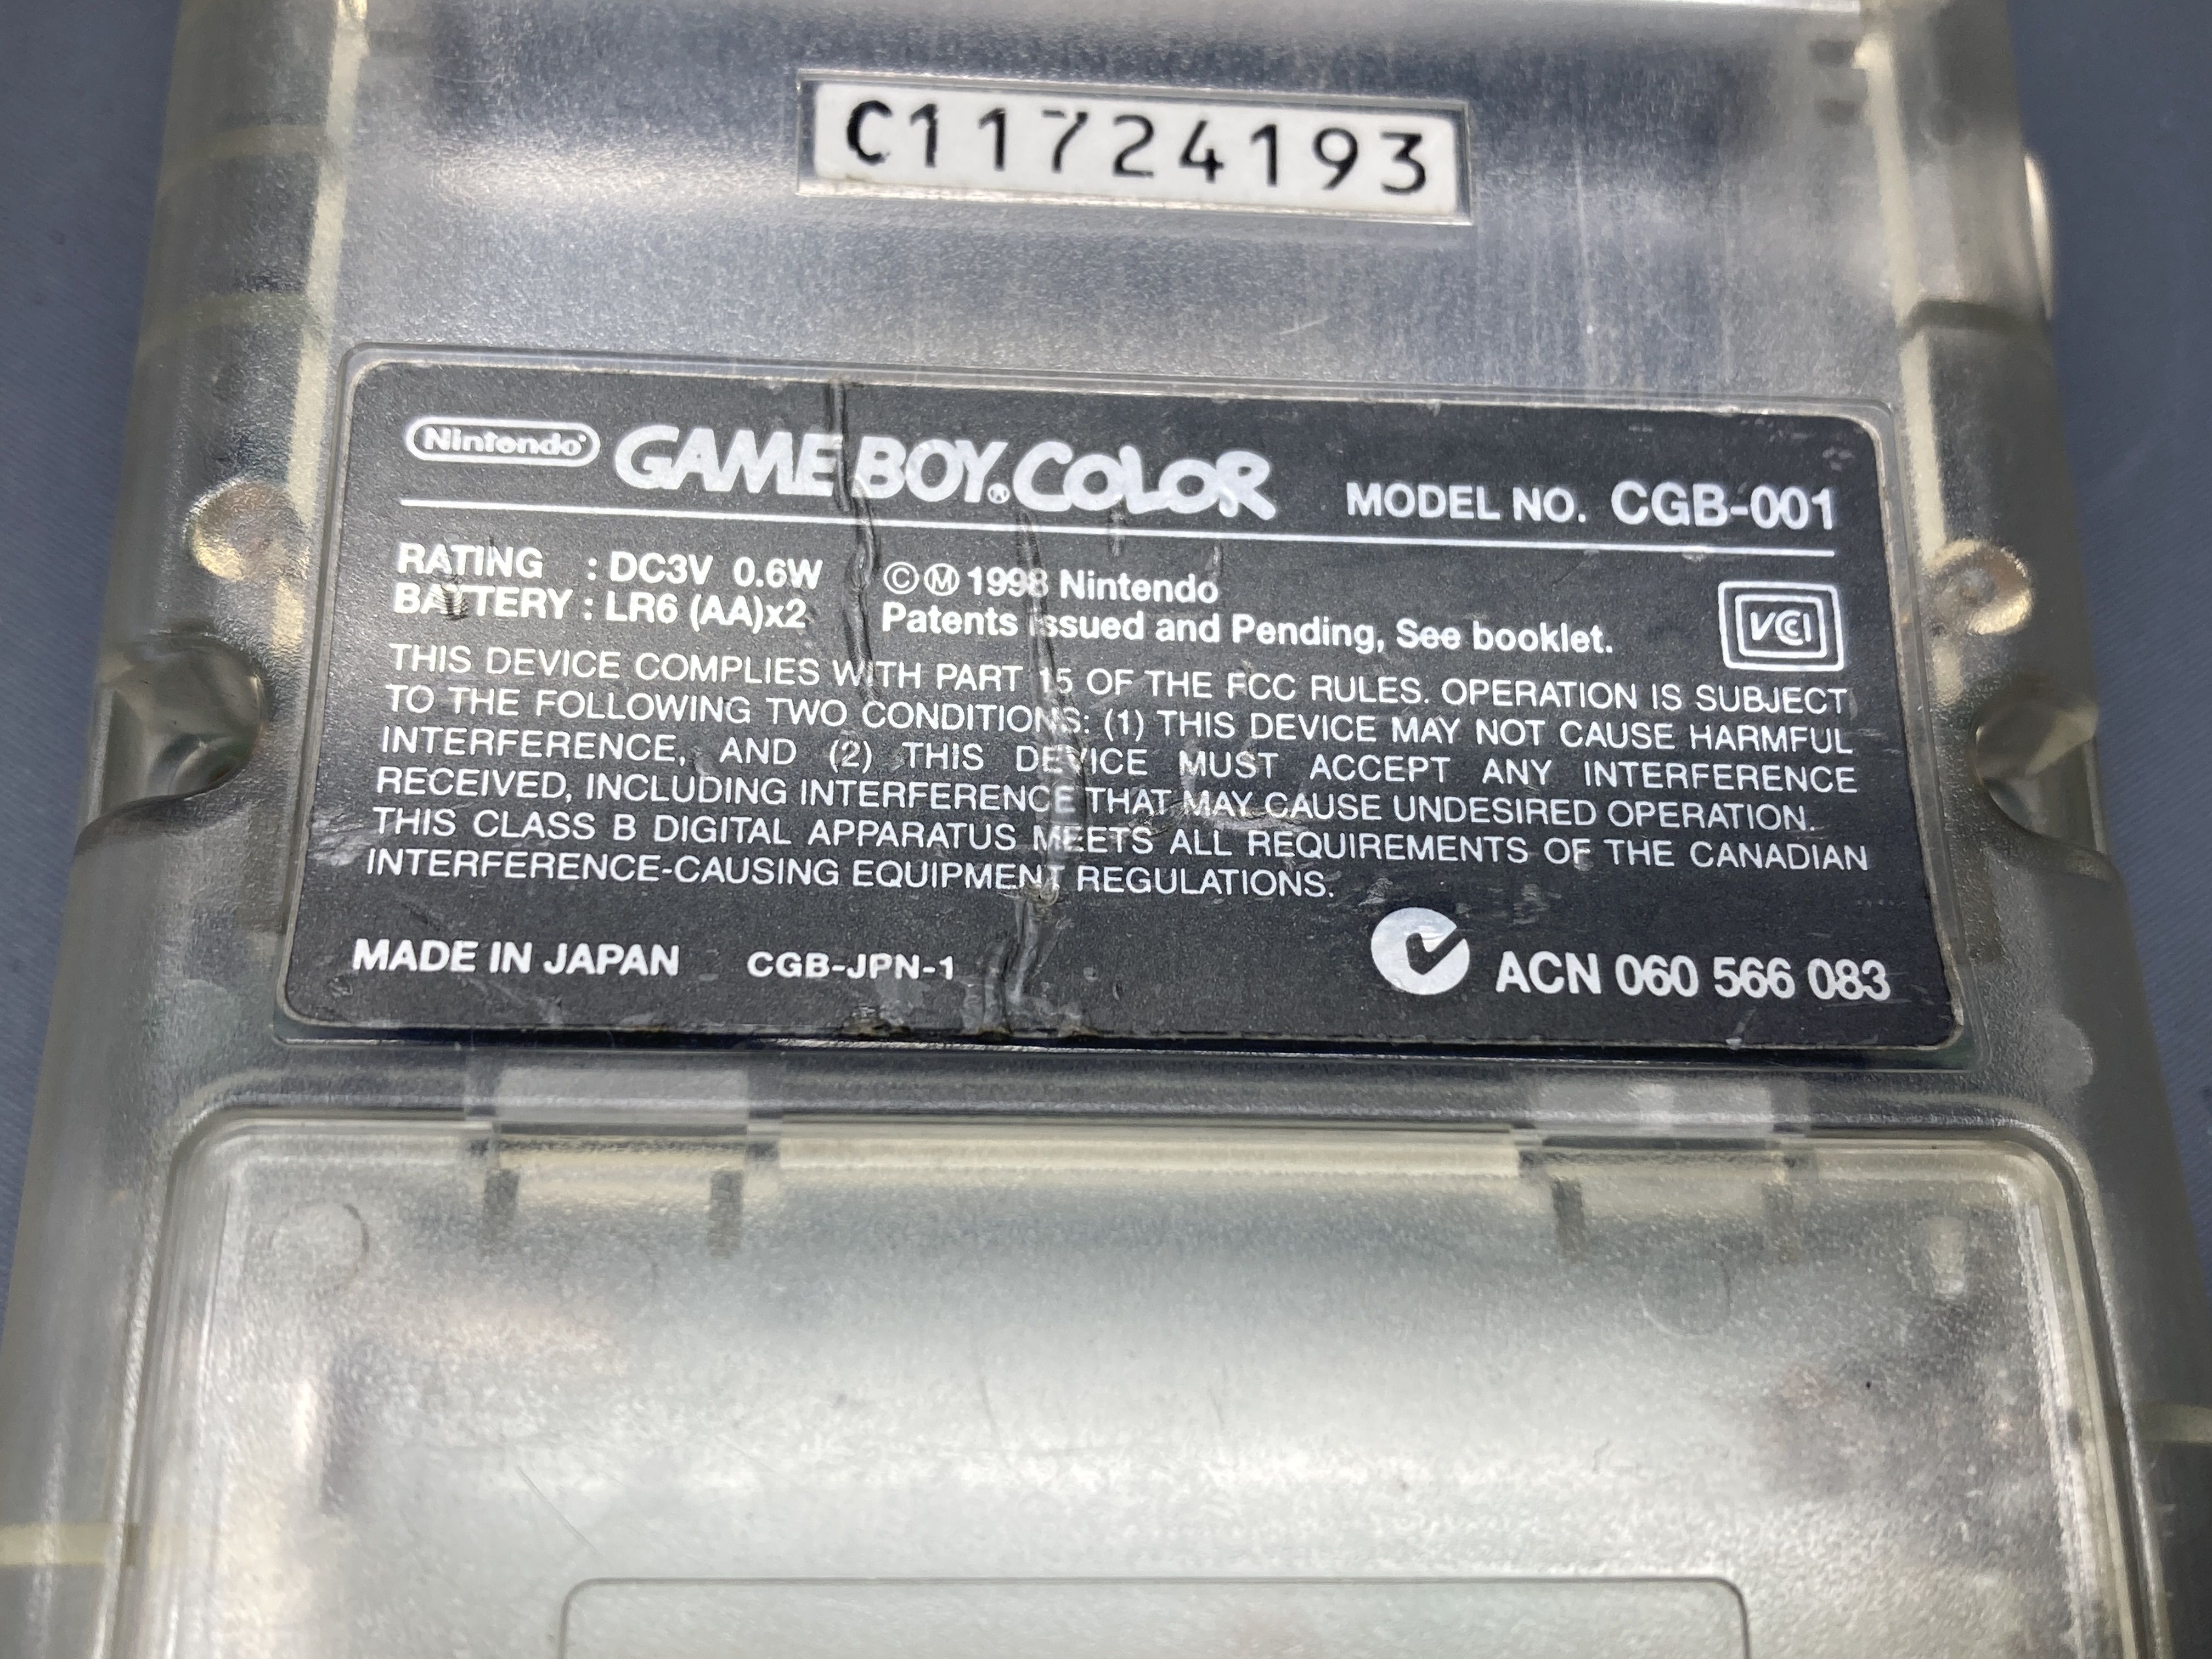 C11724193
Nintendo GAME BOY COLOR MODEL NO. CGB-001
RATING : DC3V 0.6W
BATTERY : LR6 (AA)x2
©Ⓜ 1998 Nintendo
Patents issued and Pending, See booklet.
VCI
THIS DEVICE COMPLIES WITH PART 15 OF THE FCC RULES. OPERATION IS SUBJECT
TO THE FOLLOWING TWO CONDITIONS: (1) THIS DEVICE MAY NOT CAUSE HARMFUL
INTERFERENCE, AND (2) THIS DEVICE MUST ACCEPT ANY INTERFERENCE
RECEIVED, INCLUDING INTERFERENCE THAT MAY CAUSE UNDESIRED OPERATION.
THIS CLASS B DIGITAL APPARATUS MEETS ALL REQUIREMENTS OF THE CANADIAN
INTERFERENCE-CAUSING EQUIPMENT REGULATIONS.
MADE IN JAPAN CGB-JPN-1
ACN 060 566 083